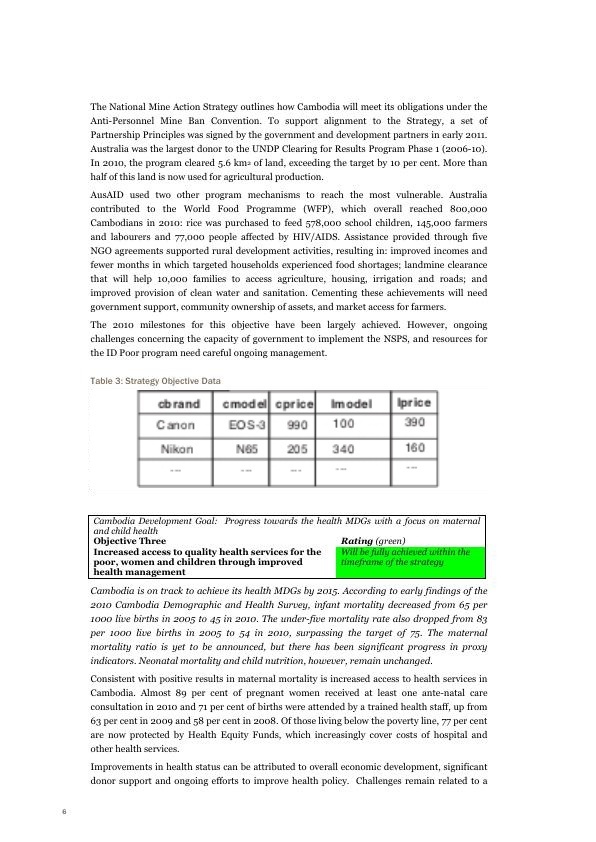 The National Mine Action Strategy outlines how Cambodia will meet its obligations under the
Anti-Personnel Mine Ban Convention. To support alignment to the Strategy, a set of
Partnership Principles was signed by the government and development partners in early 2011.
Australia was the largest donor to the UNDP Clearing for Results Program Phase 1 (2006-10).
In 2010, the program cleared 5.6 km² of land, exceeding the target by 10 per cent. More than
half of this land is now used for agricultural production.
AusAID used two other program mechanisms to reach the most vulnerable. Australia
contributed to the World Food Programme (WFP), which overall reached 800,000
Cambodians in 2010: rice was purchased to feed 578,000 school children, 145,000 farmers
and labourers and 77,000 people affected by HIV/AIDS. Assistance provided through five
NGO agreements supported rural development activities, resulting in: improved incomes and
fewer months in which targeted households experienced food shortages; landmine clearance
that will help 10,000 families to access agriculture, housing, irrigation and roads; and
improved provision of clean water and sanitation. Cementing these achievements will need
government support, community ownership of assets, and market access for farmers.
The 2010 milestones for this objective have been largely achieved. However, ongoing
challenges concerning the capacity of government to implement the NSPS, and resources for
the ID Poor program need careful ongoing management.
Table 3: Strategy Objective Data
cbrand cmodel cprice lmodel lprice
Canon EOS-3 990 100 390
Nikon N65 205 340 160
--- --- --- --- ---
Cambodia Development Goal: Progress towards the health MDGs with a focus on maternal
and child health
Objective Three Rating (green)
Increased access to quality health services for the Will be fully achieved within the
poor, women and children through improved timeframe of the strategy
health management
Cambodia is on track to achieve its health MDGs by 2015. According to early findings of the
2010 Cambodia Demographic and Health Survey, infant mortality decreased from 65 per
1000 live births in 2005 to 45 in 2010. The under-five mortality rate also dropped from 83
per 1000 live births in 2005 to 54 in 2010, surpassing the target of 75. The maternal
mortality ratio is yet to be announced, but there has been significant progress in proxy
indicators. Neonatal mortality and child nutrition, however, remain unchanged.
Consistent with positive results in maternal mortality is increased access to health services in
Cambodia. Almost 89 per cent of pregnant women received at least one ante-natal care
consultation in 2010 and 71 per cent of births were attended by a trained health staff, up from
63 per cent in 2009 and 58 per cent in 2008. Of those living below the poverty line, 77 per cent
are now protected by Health Equity Funds, which increasingly cover costs of hospital and
other health services.
Improvements in health status can be attributed to overall economic development, significant
donor support and ongoing efforts to improve health policy. Challenges remain related to a
6